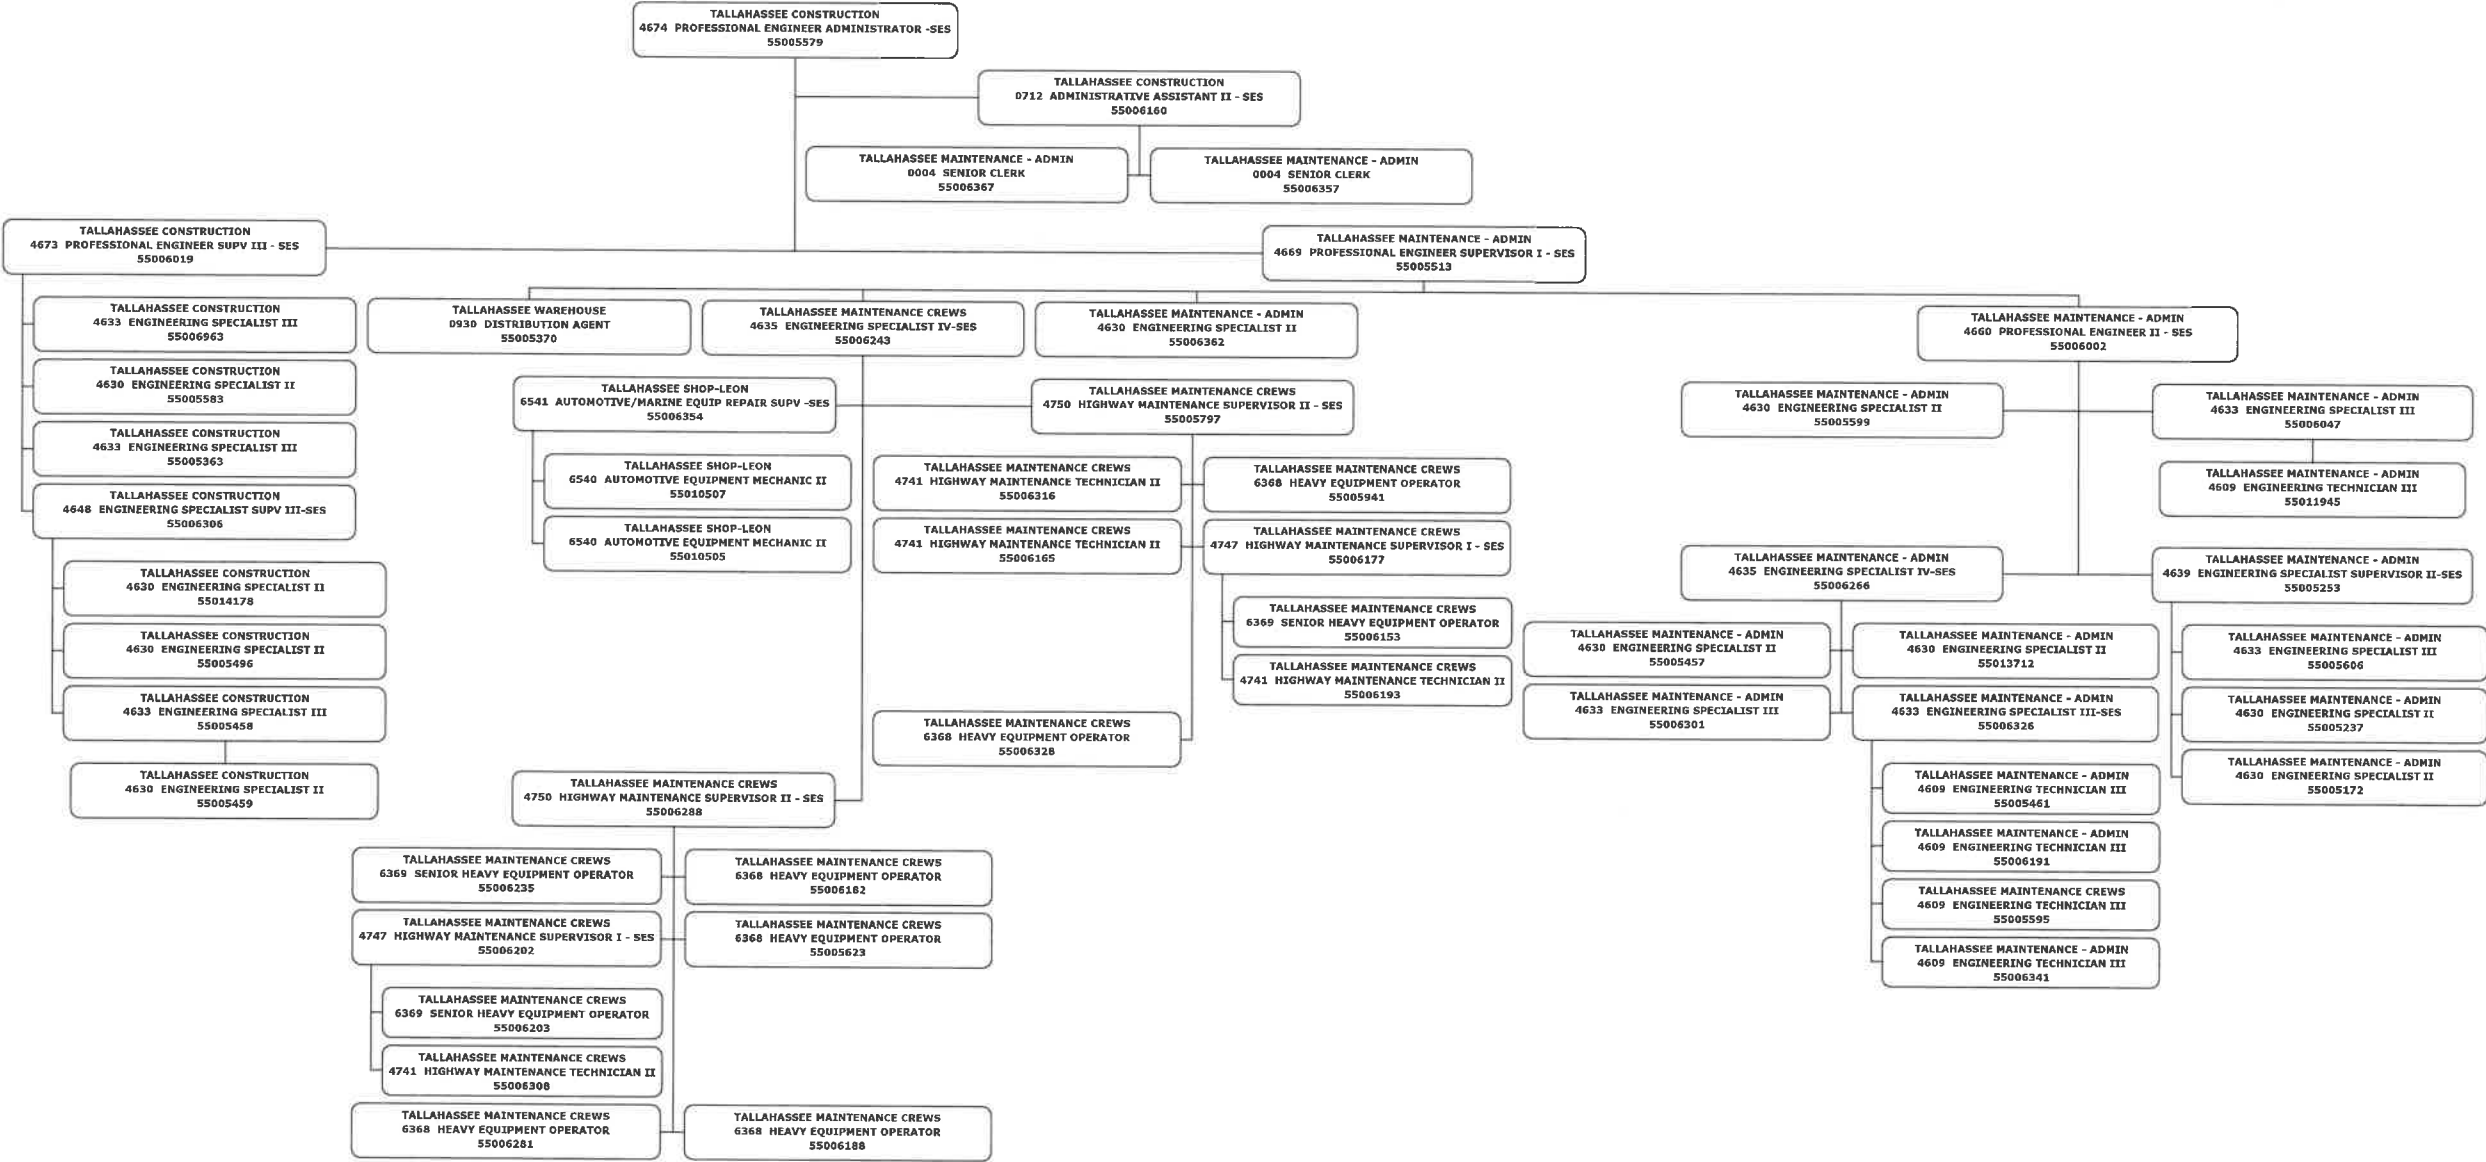 TALLAHASSEE CONSTRUCTION
4674 PROFESSIONAL ENGINEER ADMINISTRATOR -SES
55005579
TALLAHASSEE CONSTRUCTION
0712 ADMINISTRATIVE ASSISTANT II - SES
55006160
TALLAHASSEE MAINTENANCE - ADMIN
0004 SENIOR CLERK
55006367
TALLAHASSEE MAINTENANCE - ADMIN
0004 SENIOR CLERK
55006357
TALLAHASSEE CONSTRUCTION
4673 PROFESSIONAL ENGINEER SUPV III - SES
55006019
TALLAHASSEE MAINTENANCE - ADMIN
4669 PROFESSIONAL ENGINEER SUPERVISOR I - SES
55005513
TALLAHASSEE CONSTRUCTION
4633 ENGINEERING SPECIALIST III
55006963
TALLAHASSEE CONSTRUCTION
4630 ENGINEERING SPECIALIST II
55005583
TALLAHASSEE CONSTRUCTION
4633 ENGINEERING SPECIALIST III
55005363
TALLAHASSEE CONSTRUCTION
4648 ENGINEERING SPECIALIST SUPV III-SES
55006306
TALLAHASSEE CONSTRUCTION
4630 ENGINEERING SPECIALIST II
55014178
TALLAHASSEE CONSTRUCTION
4630 ENGINEERING SPECIALIST II
55005496
TALLAHASSEE CONSTRUCTION
4633 ENGINEERING SPECIALIST III
55005458
TALLAHASSEE CONSTRUCTION
4630 ENGINEERING SPECIALIST II
55005459
TALLAHASSEE WAREHOUSE
0930 DISTRIBUTION AGENT
55005370
TALLAHASSEE MAINTENANCE CREWS
4635 ENGINEERING SPECIALIST IV-SES
55006243
TALLAHASSEE MAINTENANCE - ADMIN
4630 ENGINEERING SPECIALIST II
55006362
TALLAHASSEE MAINTENANCE - ADMIN
4660 PROFESSIONAL ENGINEER II - SES
55006002
TALLAHASSEE SHOP-LEON
6541 AUTOMOTIVE/MARINE EQUIP REPAIR SUPV -SES
55006354
TALLAHASSEE SHOP-LEON
6540 AUTOMOTIVE EQUIPMENT MECHANIC II
55010507
TALLAHASSEE SHOP-LEON
6540 AUTOMOTIVE EQUIPMENT MECHANIC II
55010505
TALLAHASSEE MAINTENANCE CREWS
4750 HIGHWAY MAINTENANCE SUPERVISOR II - SES
55005797
TALLAHASSEE MAINTENANCE CREWS
4741 HIGHWAY MAINTENANCE TECHNICIAN II
55006316
TALLAHASSEE MAINTENANCE CREWS
6368 HEAVY EQUIPMENT OPERATOR
55005941
TALLAHASSEE MAINTENANCE CREWS
4741 HIGHWAY MAINTENANCE TECHNICIAN II
55006165
TALLAHASSEE MAINTENANCE CREWS
4747 HIGHWAY MAINTENANCE SUPERVISOR I - SES
55006177
TALLAHASSEE MAINTENANCE CREWS
6369 SENIOR HEAVY EQUIPMENT OPERATOR
55006153
TALLAHASSEE MAINTENANCE CREWS
4741 HIGHWAY MAINTENANCE TECHNICIAN II
55006193
TALLAHASSEE MAINTENANCE CREWS
6368 HEAVY EQUIPMENT OPERATOR
55006328
TALLAHASSEE MAINTENANCE CREWS
4750 HIGHWAY MAINTENANCE SUPERVISOR II - SES
55006288
TALLAHASSEE MAINTENANCE CREWS
6369 SENIOR HEAVY EQUIPMENT OPERATOR
55006235
TALLAHASSEE MAINTENANCE CREWS
6368 HEAVY EQUIPMENT OPERATOR
55006182
TALLAHASSEE MAINTENANCE CREWS
4747 HIGHWAY MAINTENANCE SUPERVISOR I - SES
55006202
TALLAHASSEE MAINTENANCE CREWS
6368 HEAVY EQUIPMENT OPERATOR
55005623
TALLAHASSEE MAINTENANCE CREWS
6369 SENIOR HEAVY EQUIPMENT OPERATOR
55006203
TALLAHASSEE MAINTENANCE CREWS
4741 HIGHWAY MAINTENANCE TECHNICIAN II
55006308
TALLAHASSEE MAINTENANCE CREWS
6368 HEAVY EQUIPMENT OPERATOR
55006281
TALLAHASSEE MAINTENANCE CREWS
6368 HEAVY EQUIPMENT OPERATOR
55006188
TALLAHASSEE MAINTENANCE - ADMIN
4630 ENGINEERING SPECIALIST II
55005599
TALLAHASSEE MAINTENANCE - ADMIN
4633 ENGINEERING SPECIALIST III
55006047
TALLAHASSEE MAINTENANCE - ADMIN
4609 ENGINEERING TECHNICIAN III
55011945
TALLAHASSEE MAINTENANCE - ADMIN
4635 ENGINEERING SPECIALIST IV-SES
55006266
TALLAHASSEE MAINTENANCE - ADMIN
4639 ENGINEERING SPECIALIST SUPERVISOR II-SES
55005253
TALLAHASSEE MAINTENANCE - ADMIN
4630 ENGINEERING SPECIALIST II
55005457
TALLAHASSEE MAINTENANCE - ADMIN
4630 ENGINEERING SPECIALIST II
55013712
TALLAHASSEE MAINTENANCE - ADMIN
4633 ENGINEERING SPECIALIST III
55006301
TALLAHASSEE MAINTENANCE - ADMIN
4633 ENGINEERING SPECIALIST III-SES
55006326
TALLAHASSEE MAINTENANCE - ADMIN
4609 ENGINEERING TECHNICIAN III
55005461
TALLAHASSEE MAINTENANCE - ADMIN
4609 ENGINEERING TECHNICIAN III
55006191
TALLAHASSEE MAINTENANCE CREWS
4609 ENGINEERING TECHNICIAN III
55005595
TALLAHASSEE MAINTENANCE - ADMIN
4609 ENGINEERING TECHNICIAN III
55006341
TALLAHASSEE MAINTENANCE - ADMIN
4633 ENGINEERING SPECIALIST III
55005606
TALLAHASSEE MAINTENANCE - ADMIN
4630 ENGINEERING SPECIALIST II
55005237
TALLAHASSEE MAINTENANCE - ADMIN
4630 ENGINEERING SPECIALIST II
55005172